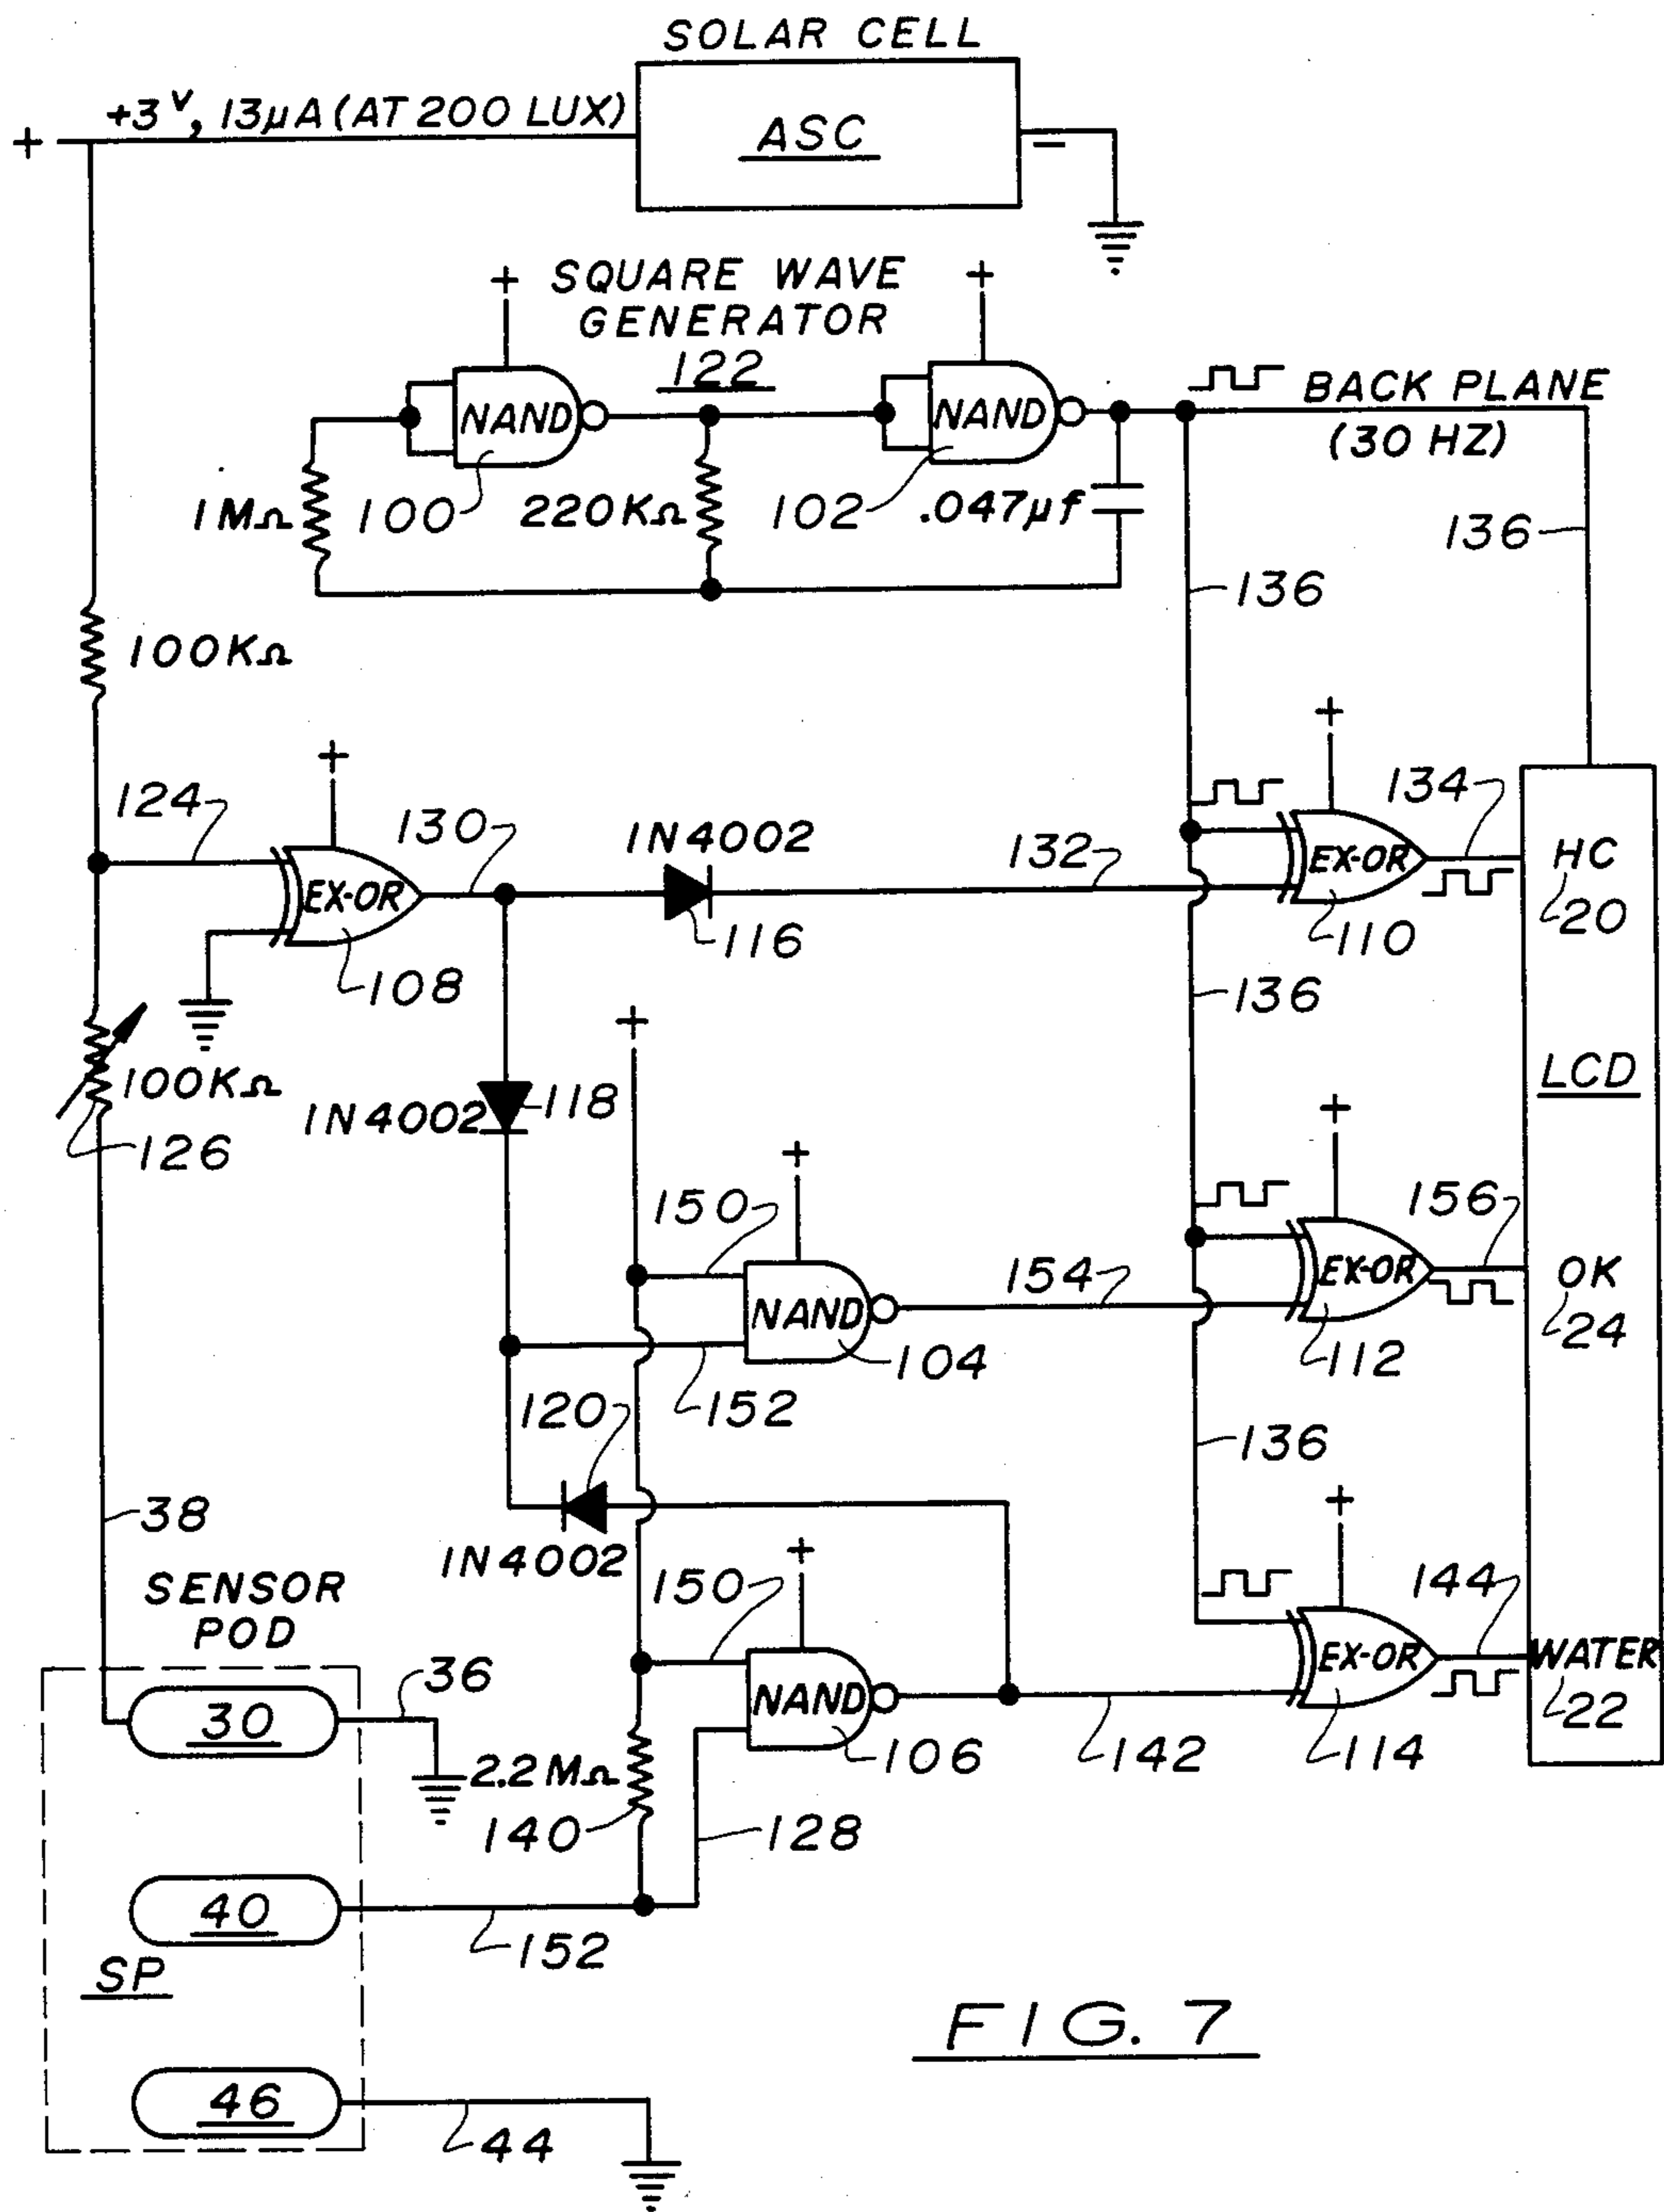 SOLAR CELL
+3V, 13µA (AT 200 LUX)
ASC
+
−
+
SQUARE WAVE
GENERATOR
122
+
NAND
NAND
BACK PLANE
(30 HZ)
1MΩ
100
220KΩ
102
.047µf
136
136
100KΩ
+
+
124
130
1N4002
132
134
EX-OR
EX-OR
HC
20
108
116
110
136
+
LCD
100KΩ
1N4002
118
126
+
+
150
154
156
NAND
EX-OR
OK
24
104
112
152
120
136
38
+
+
1N4002
SENSOR
POD
150
144
36
NAND
EX-OR
WATER
22
30
106
142
114
2.2MΩ
140
128
40
152
SP
FIG. 7
46
44